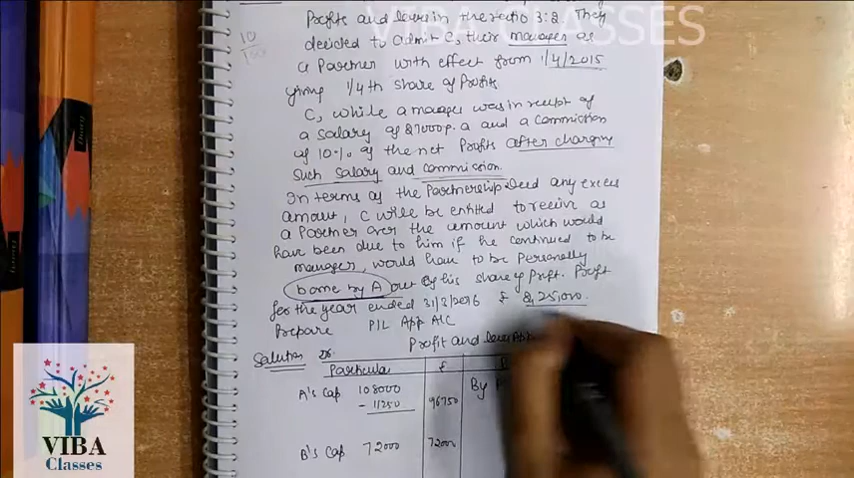 VIBA CLASSES
Profits and losses in the ratio 3:2. They
decided to admit C, their manager as
a Partner with effect from 1/4/2015
giving 1/4th share of Profits
C, while a manager was in receipt of
a salary of 27000 p.a and a commission
of 10% of the net Profits after charging
such salary and commission.
In terms of the Partnership deed any excess
amount, C will be entitled to receive as
a Partner over the amount which would
have been due to him if he continued to be
manager, would have to be personally
borne by A out of his share of profit. Profit
for the year ended 31/3/2016 ₹ 2,25,000.
Prepare P/L App A/C
Profit and loss App
Solution Dr.
Particular ₹
A's Cap 108000
- 11250 96750
By
B's Cap 72000 72000
10
VIBA
Classes